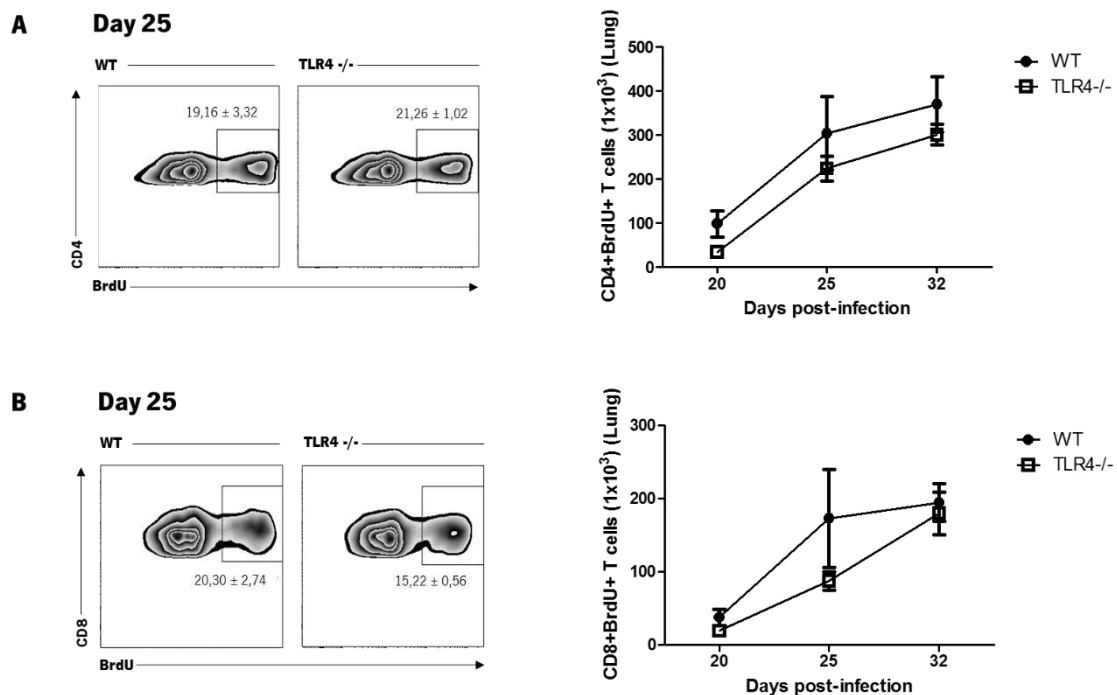 A
Day 25
WT
TLR4 -/-
19,16 ± 3,32
21,26 ± 1,02
CD4
BrdU
CD4+BrdU+ T cells (1x10³) (Lung)
500
400
300
200
100
0
20
25
32
Days post-infection
WT
TLR4-/-
B
Day 25
WT
TLR4 -/-
20,30 ± 2,74
15,22 ± 0,56
CD8
BrdU
CD8+BrdU+ T cells (1x10³) (Lung)
300
200
100
0
20
25
32
Days post-infection
WT
TLR4-/-